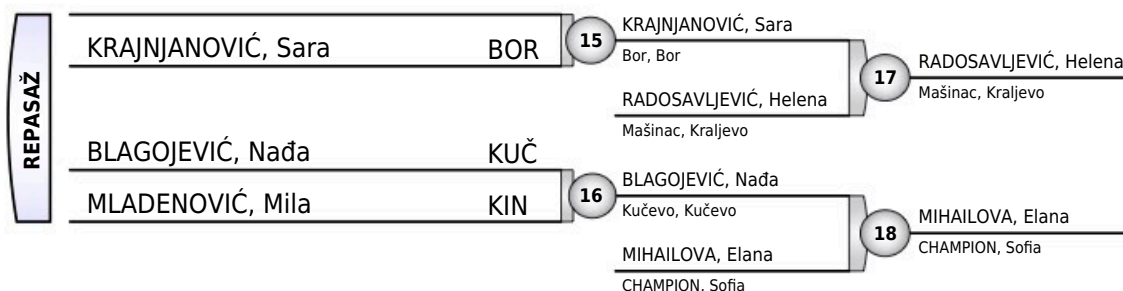 REPASAŽ
KRAJNJANOVIĆ, Sara BOR
15
KRAJNJANOVIĆ, Sara
Bor, Bor
RADOSAVLJEVIĆ, Helena
Mašinac, Kraljevo
17
RADOSAVLJEVIĆ, Helena
Mašinac, Kraljevo
BLAGOJEVIĆ, Nađa KUČ
MLADENOVIĆ, Mila KIN
16
BLAGOJEVIĆ, Nađa
Kučevo, Kučevo
MIHAILOVA, Elana
CHAMPION, Sofia
18
MIHAILOVA, Elana
CHAMPION, Sofia